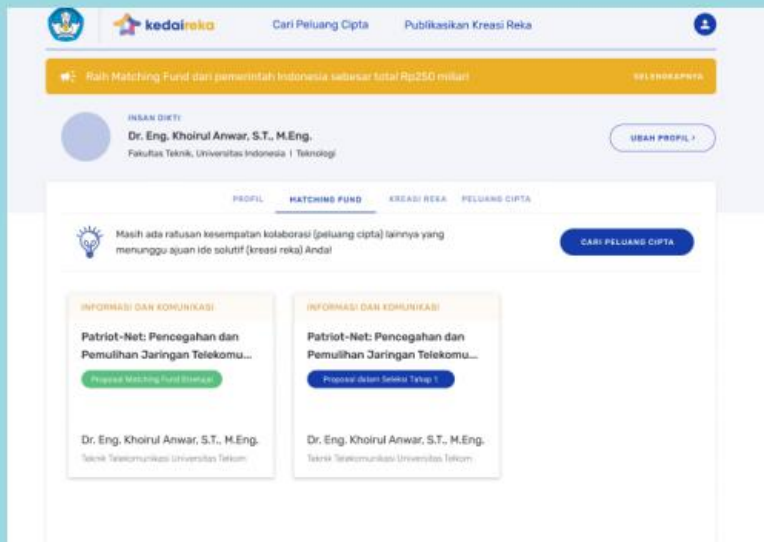 kedaireka
Cari Peluang Cipta
Publikasikan Kreasi Reka
Raih Matching Fund dari pemerintah Indonesia sebesar total Rp250 miliar!
SELENGKAPNYA
INSAN DIKTI
Dr. Eng. Khoirul Anwar, S.T., M.Eng.
Fakultas Teknik, Universitas Indonesia | Teknologi
UBAH PROFIL ›
PROFIL
MATCHING FUND
KREASI REKA
PELUANG CIPTA
Masih ada ratusan kesempatan kolaborasi (peluang cipta) lainnya yang
menunggu ajuan ide solutif (kreasi reka) Anda!
CARI PELUANG CIPTA
INFORMASI DAN KOMUNIKASI
Patriot-Net: Pencegahan dan
Pemulihan Jaringan Telekomu...
Proposal Matching Fund Disetujui
Dr. Eng. Khoirul Anwar, S.T., M.Eng.
Teknik Telekomunikasi Universitas Telkom
INFORMASI DAN KOMUNIKASI
Patriot-Net: Pencegahan dan
Pemulihan Jaringan Telekomu...
Proposal dalam Seleksi Tahap 1
Dr. Eng. Khoirul Anwar, S.T., M.Eng.
Teknik Telekomunikasi Universitas Telkom